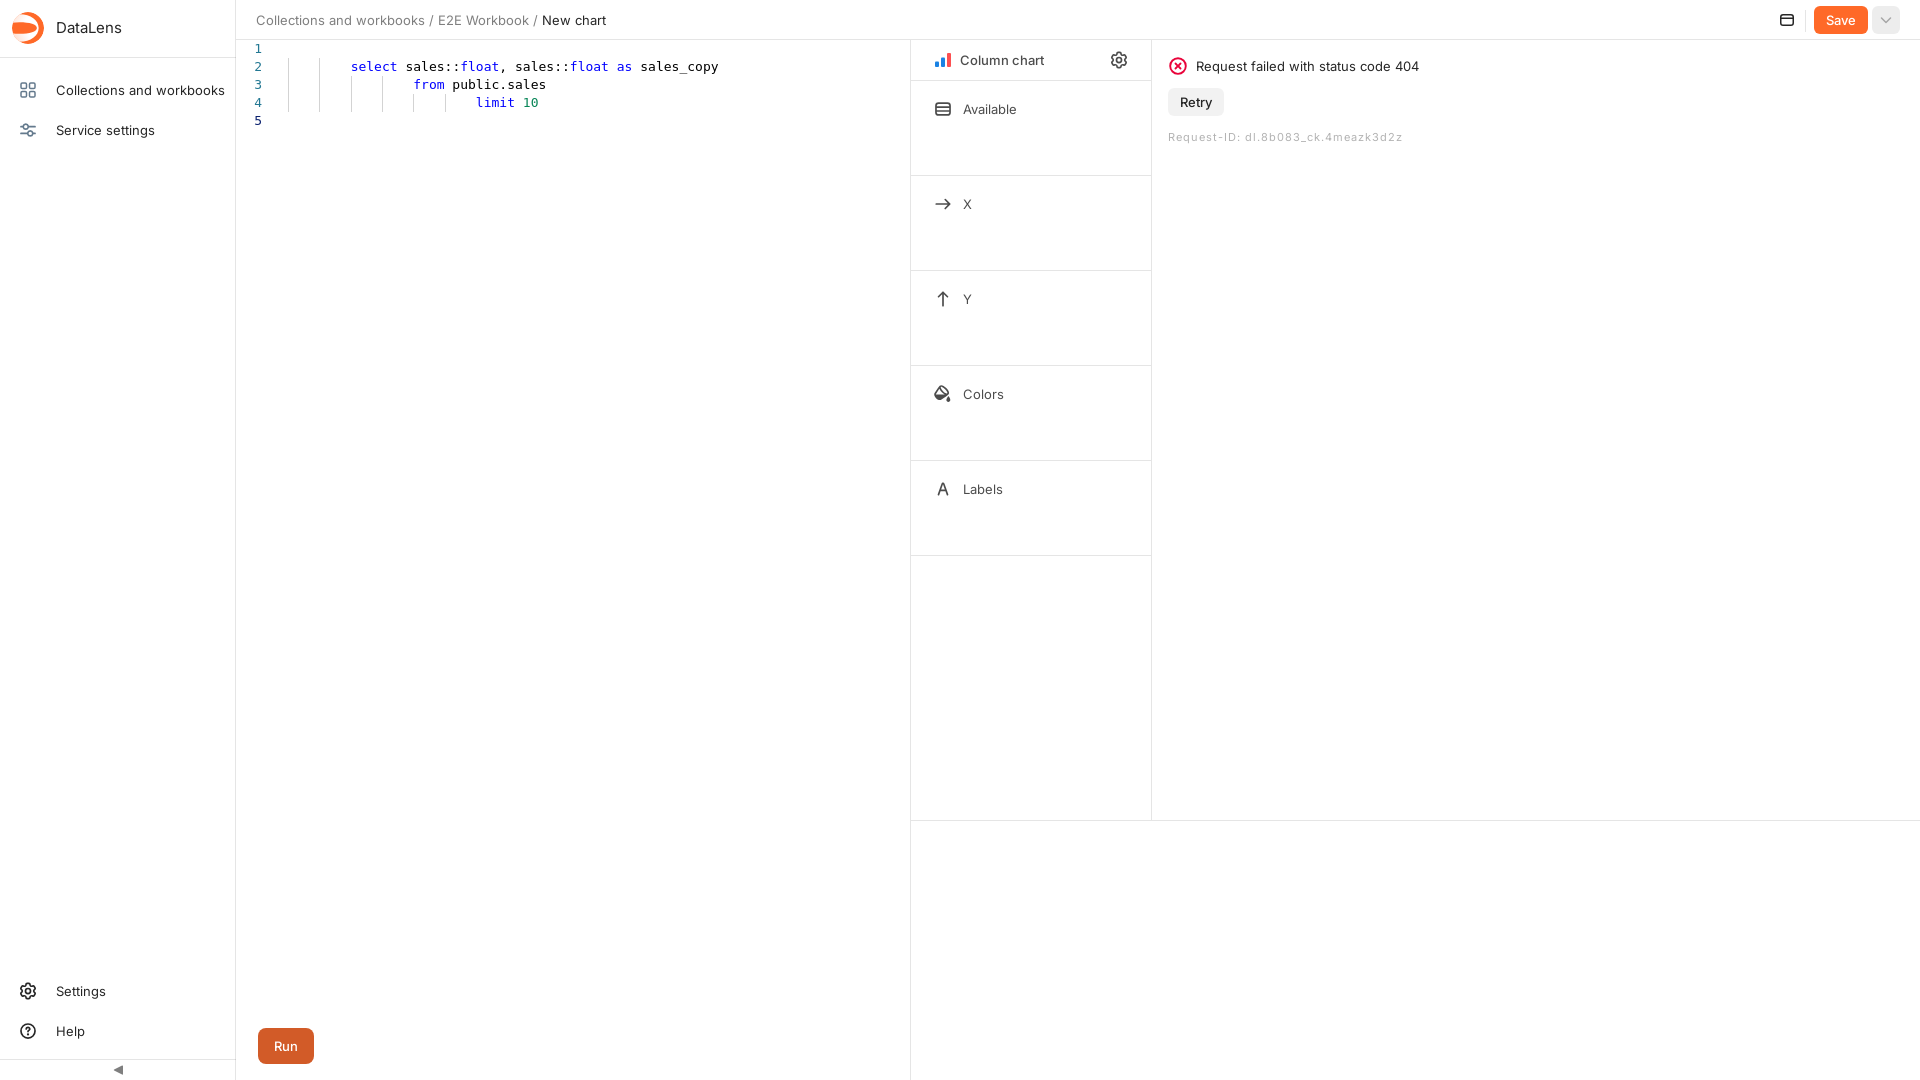 DataLens
Collections and workbooks
Service settings
Settings
Help
Collections and workbooks / E2E Workbook / New chart
Save
1
2 select sales::float, sales::float as sales_copy
3 from public.sales
4 limit 10
5
Run
Column chart
Available
X
Y
Colors
Labels
Request failed with status code 404
Retry
Request-ID: dl.8b083_ck.4meazk3d2z